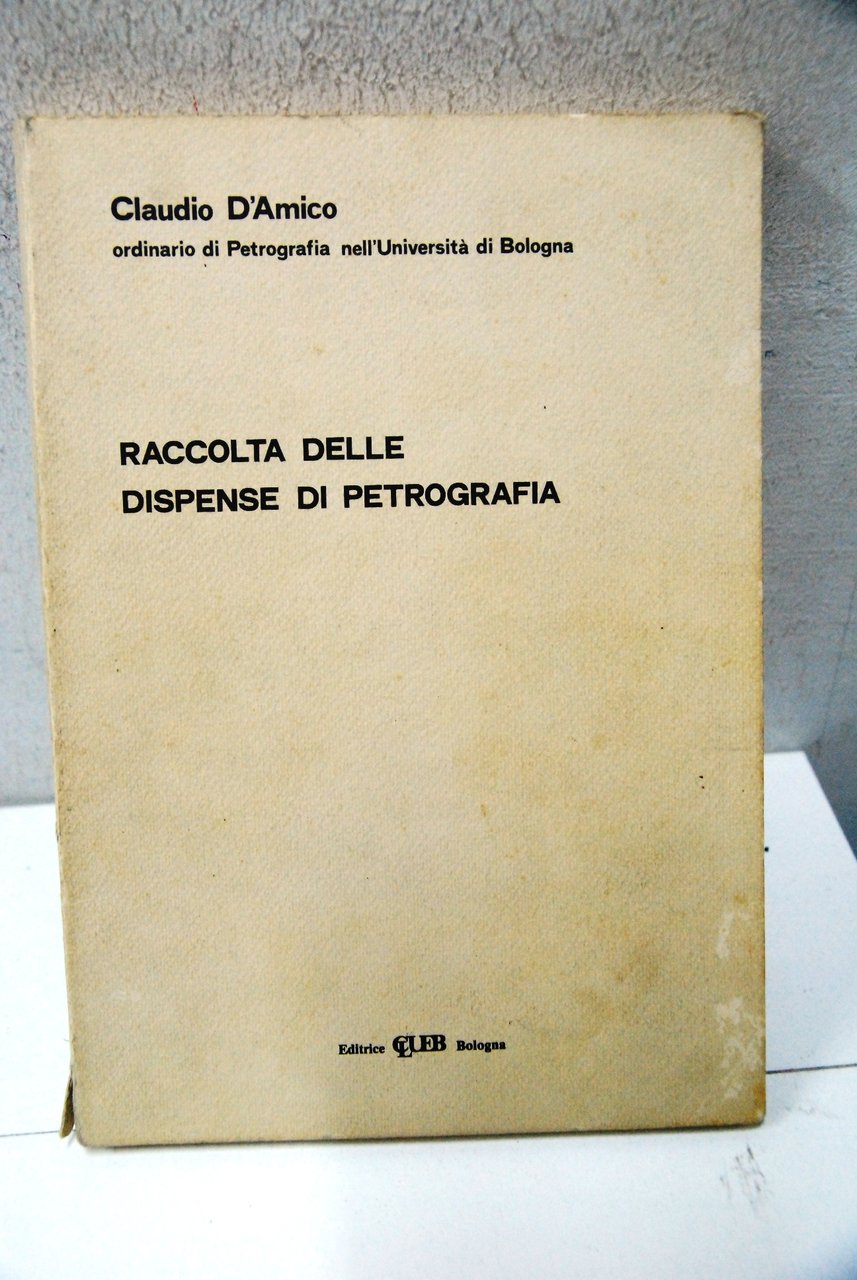 Claudio D'Amico
ordinario di Petrografia nell'Università di Bologna
RACCOLTA DELLE
DISPENSE DI PETROGRAFIA
Editrice CLUEB Bologna